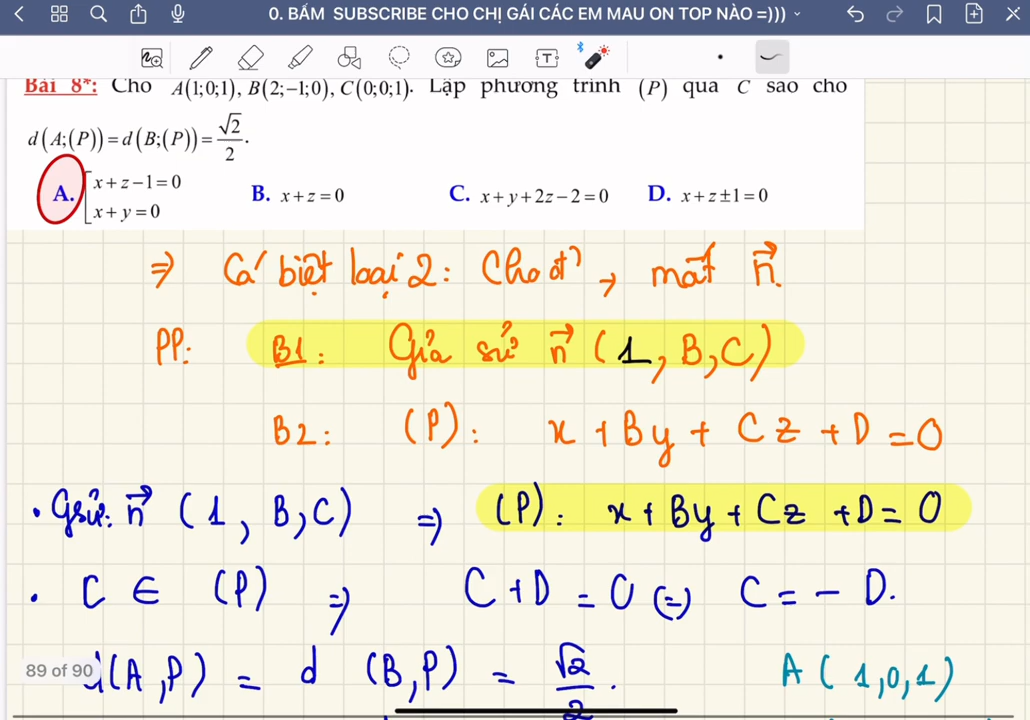 0. BẤM SUBSCRIBE CHO CHỊ GÁI CÁC EM MAU ON TOP NÀO =)))
Bài 8*: Cho A(1;0;1), B(2;−1;0), C(0;0;1). Lập phương trình (P) qua C sao cho
d(A;(P)) = d(B;(P)) = √2/2.
A. [x+z−1=0
x+y=0
B. x+z=0
C. x+y+2z−2=0
D. x+z±1=0
=> Cá biệt loại 2: Cho đ', mất n⃗.
PP: B1: Giả sử n⃗ (1, B, C)
B2: (P): x + By + Cz + D = 0
• Gsử: n⃗ (1, B, C) => (P): x + By + Cz + D = 0
• C ∈ (P) => C + D = 0 (=) C = − D.
d(A,P) = d (B,P) = √2/2.
A (1,0,1)
89 of 90